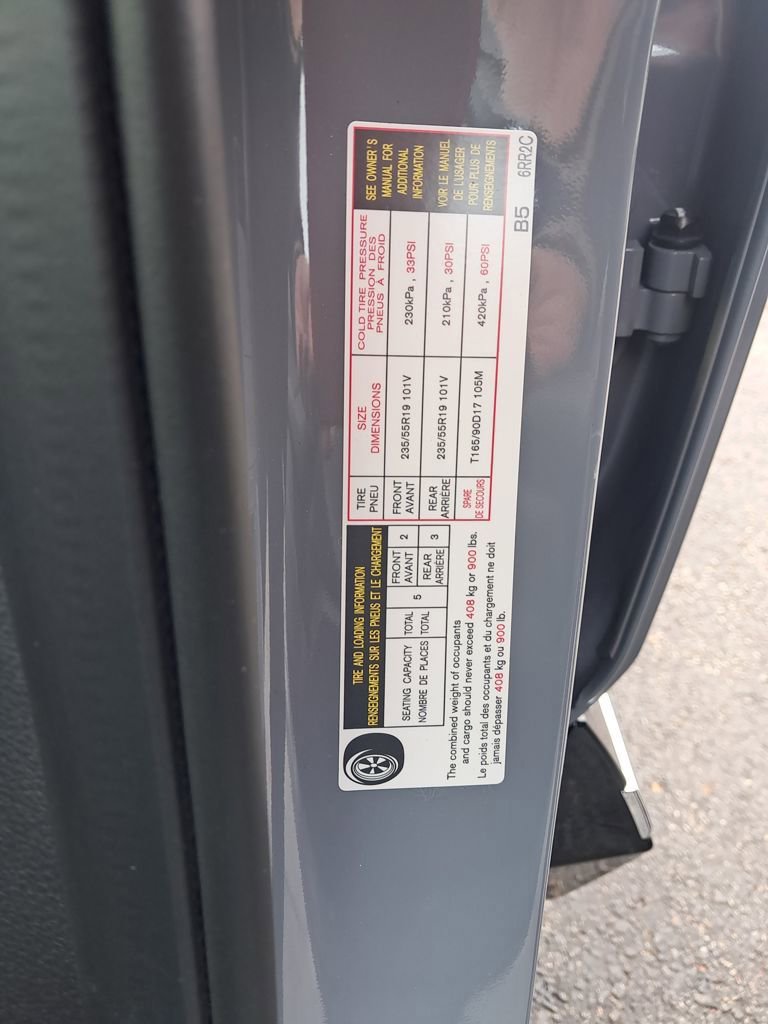 TIRE AND LOADING INFORMATION
RENSEIGNEMENTS SUR LES PNEUS ET LE CHARGEMENT
SEATING CAPACITY
NOMBRE DE PLACES
TOTAL
TOTAL
5
FRONT
AVANT
2
REAR
ARRIÈRE
3
The combined weight of occupants
and cargo should never exceed 408 kg or 900 lbs.
Le poids total des occupants et du chargement ne doit
jamais dépasser 408 kg ou 900 lb.
TIRE
PNEU
SIZE
DIMENSIONS
COLD TIRE PRESSURE
PRESSION DES
PNEUS À FROID
FRONT
AVANT
235/55R19 101V
230kPa , 33PSI
REAR
ARRIÈRE
235/55R19 101V
210kPa , 30PSI
SPARE
DE SECOURS
T165/90D17 105M
420kPa , 60PSI
SEE OWNER'S
MANUAL FOR
ADDITIONAL
INFORMATION
VOIR LE MANUEL
DE L'USAGER
POUR PLUS DE
RENSEIGNEMENTS
B5
6RR2C